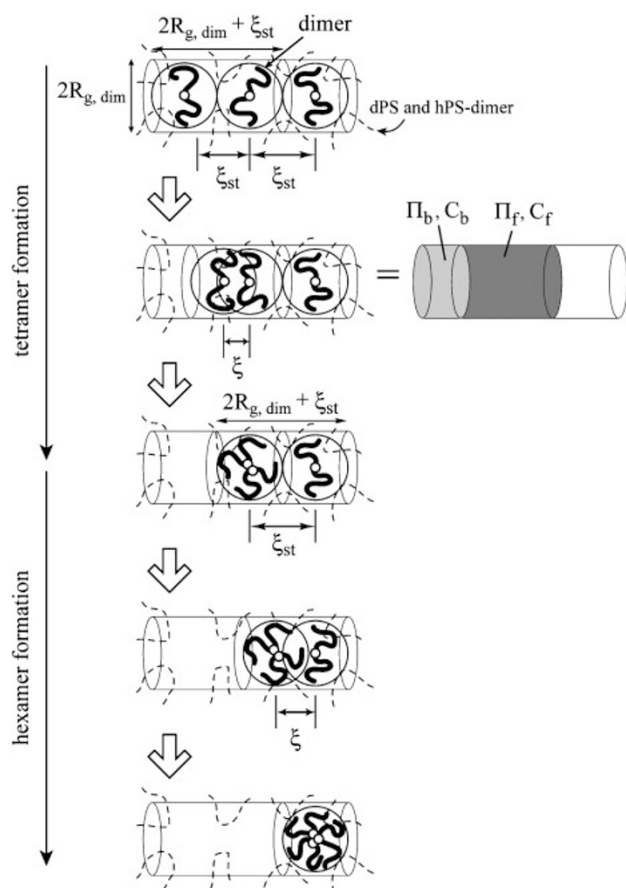 2R_g, dim + ξ_st
dimer
2R_g, dim
dPS and hPS-dimer
ξ_st ξ_st
Π_b, C_b Π_f, C_f
=
ξ
tetramer formation
2R_g, dim + ξ_st
ξ_st
hexamer formation
ξ